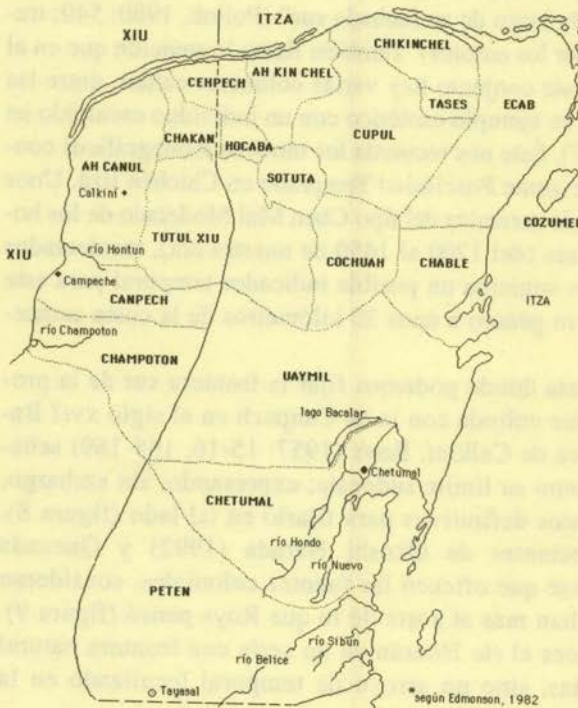 XIU
ITZA
CHIKINCHEL
AH KIN CHEL
CEHPECH
TASES
ECAB
CHAKAN
HOCABA
CUPUL
AH CANUL
SOTUTA
Calkiní
COZUMEL
TUTUL XIU
río Hontun
COCHUAH
CHABLE
XIU
ITZA
Campeche
CANPECH
río Champoton
CHAMPOTON
UAYMIL
lago Bacalar
Chetumal
CHETUMAL
río Hondo
río Nuevo
PETEN
río Sibun
río Belice
Tayasal
*según Edmonson, 1982